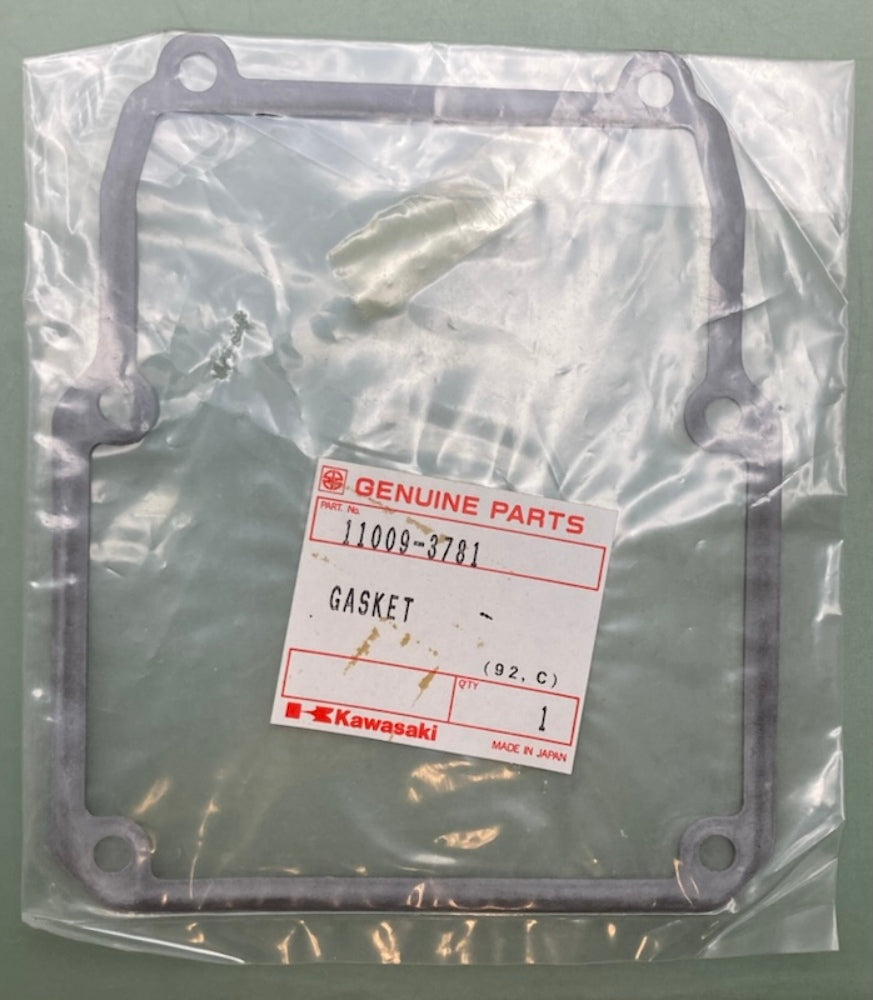 GENUINE PARTS
PART. No.
11009-3781
GASKET -
(92, C)
QTY
1
Kawasaki
MADE IN JAPAN